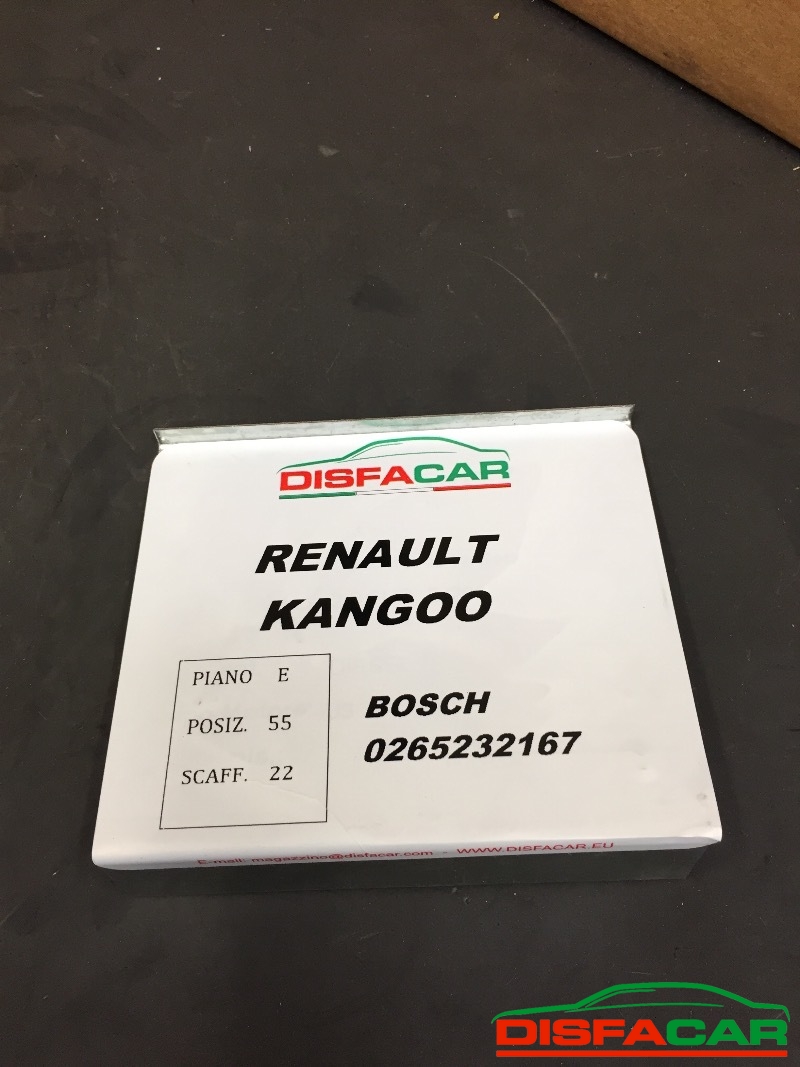 DISFACAR
RENAULT
KANGOO
PIANO E
POSIZ. 55
SCAFF. 22
BOSCH
0265232167
E-mail: magazzino@disfacar.com - WWW.DISFACAR.EU
DISFACAR